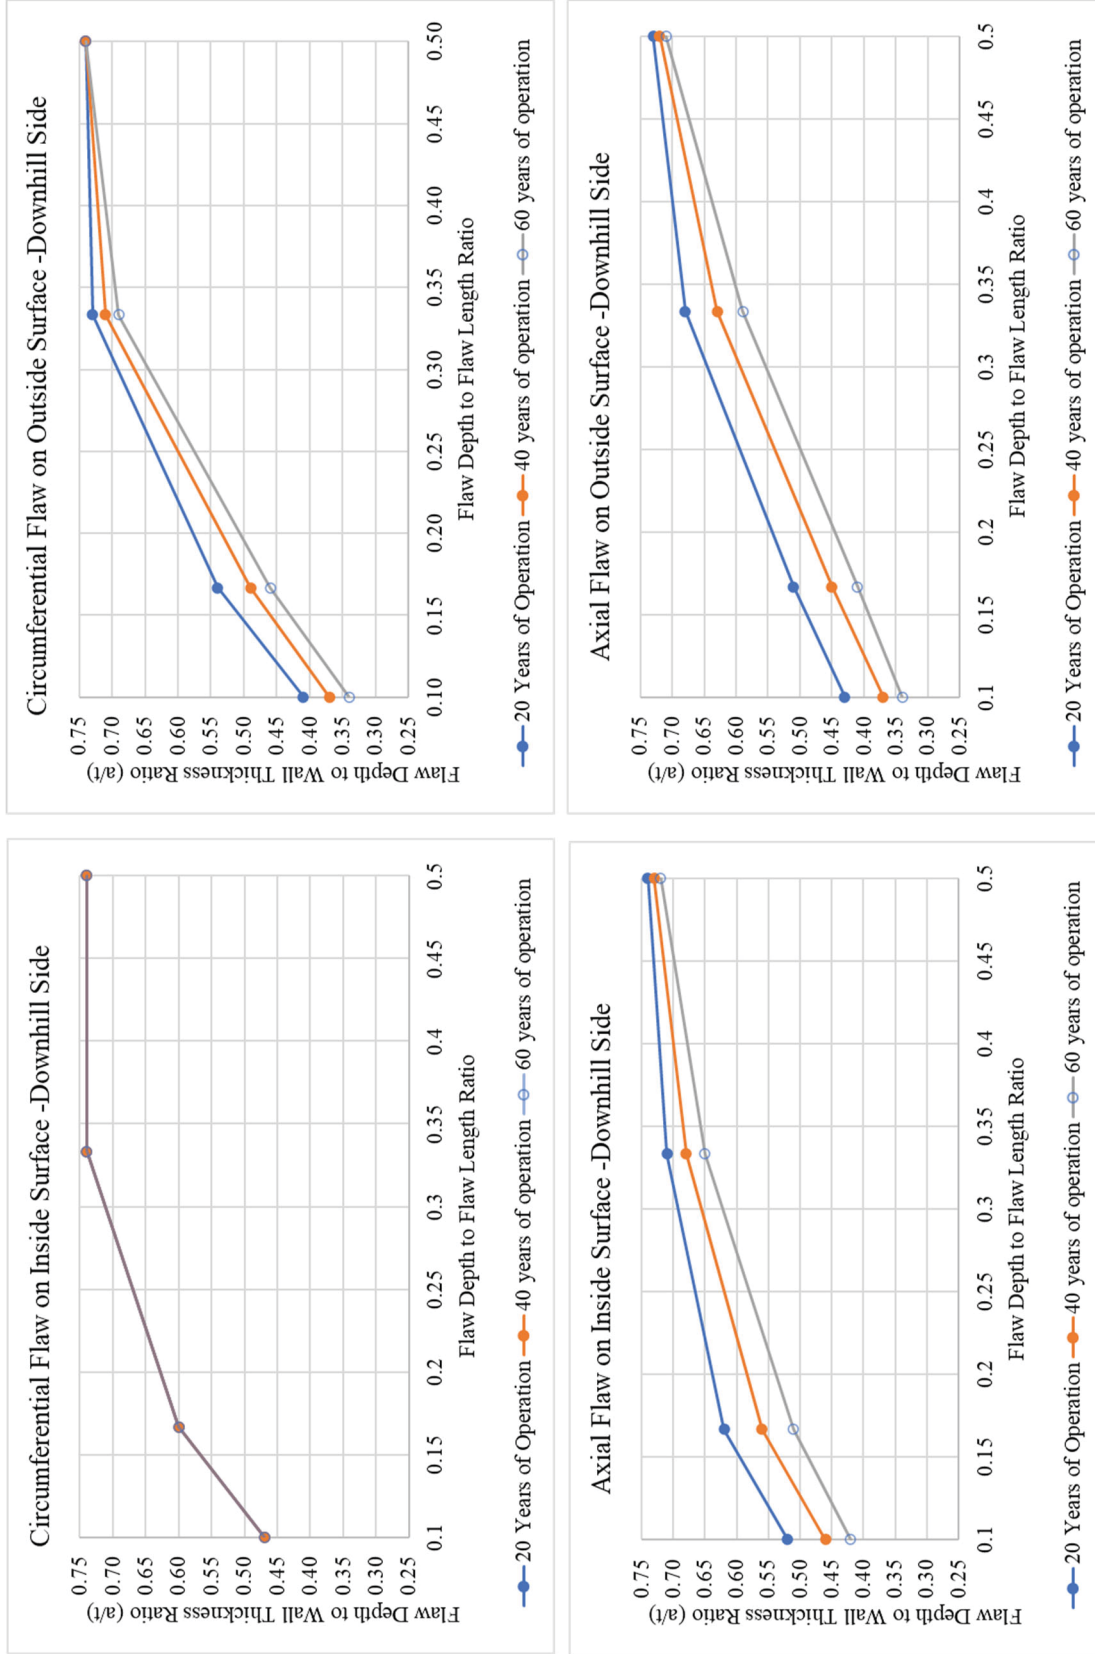 Circumferential Flaw on Inside Surface -Downhill Side
Flaw Depth to Wall Thickness Ratio (a/t)
0.75
0.70
0.65
0.60
0.55
0.50
0.45
0.40
0.35
0.30
0.25
0.1 0.15 0.2 0.25 0.3 0.35 0.4 0.45 0.5
Flaw Depth to Flaw Length Ratio
20 Years of Operation 40 years of operation 60 years of operation
Circumferential Flaw on Outside Surface -Downhill Side
Flaw Depth to Wall Thickness Ratio (a/t)
0.75
0.70
0.65
0.60
0.55
0.50
0.45
0.40
0.35
0.30
0.25
0.10 0.15 0.20 0.25 0.30 0.35 0.40 0.45 0.50
Flaw Depth to Flaw Length Ratio
20 Years of Operation 40 years of operation 60 years of operation
Axial Flaw on Inside Surface -Downhill Side
Flaw Depth to Wall Thickness Ratio (a/t)
0.75
0.70
0.65
0.60
0.55
0.50
0.45
0.40
0.35
0.30
0.25
0.1 0.15 0.2 0.25 0.3 0.35 0.4 0.45 0.5
Flaw Depth to Flaw Length Ratio
20 Years of Operation 40 years of operation 60 years of operation
Axial Flaw on Outside Surface -Downhill Side
Flaw Depth to Wall Thickness Ratio (a/t)
0.75
0.70
0.65
0.60
0.55
0.50
0.45
0.40
0.35
0.30
0.25
0.1 0.15 0.2 0.25 0.3 0.35 0.4 0.45 0.5
Flaw Depth to Flaw Length Ratio
20 Years of Operation 40 years of operation 60 years of operation